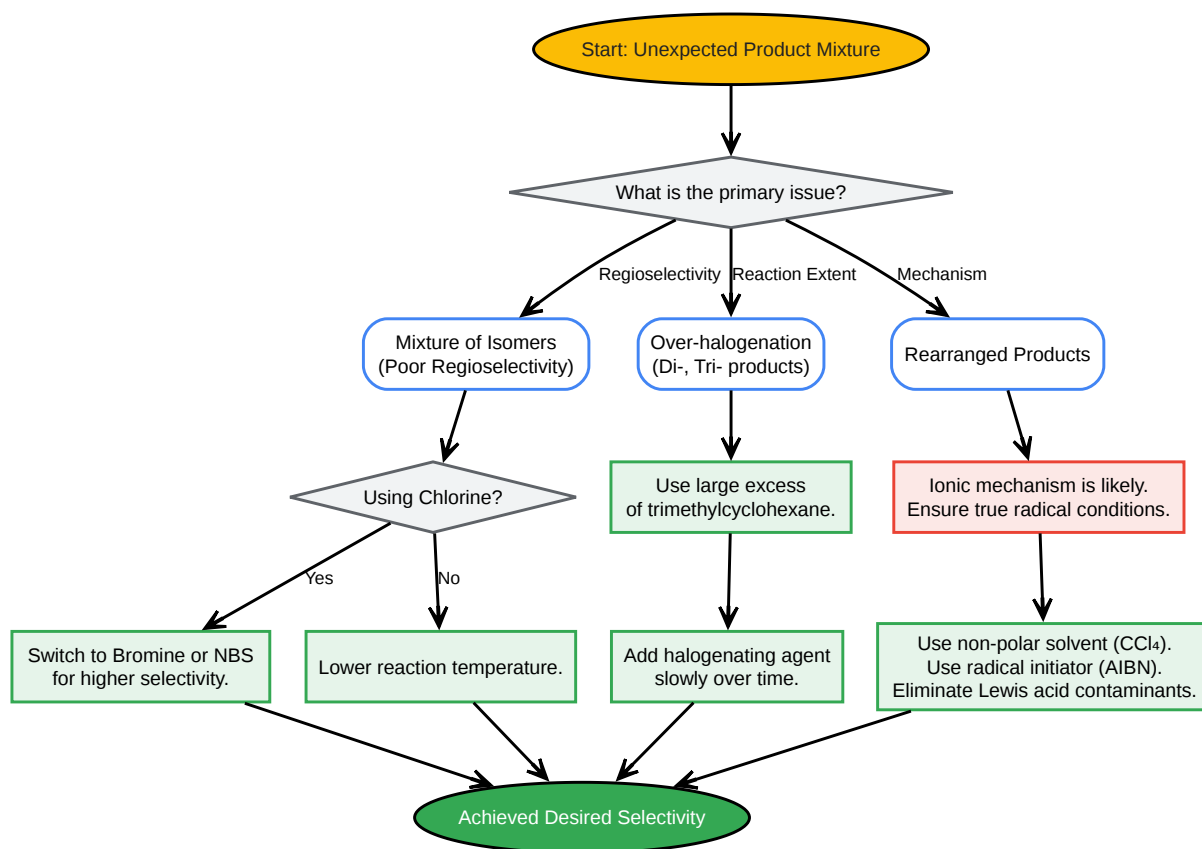 Start: Unexpected Product Mixture
What is the primary issue?
Regioselectivity
Reaction Extent
Mechanism
Mixture of Isomers
(Poor Regioselectivity)
Over-halogenation
(Di-, Tri- products)
Rearranged Products
Using Chlorine?
Use large excess
of trimethylcyclohexane.
Ionic mechanism is likely.
Ensure true radical conditions.
Yes
No
Switch to Bromine or NBS
for higher selectivity.
Lower reaction temperature.
Add halogenating agent
slowly over time.
Use non-polar solvent (CCl₄).
Use radical initiator (AIBN).
Eliminate Lewis acid contaminants.
Achieved Desired Selectivity